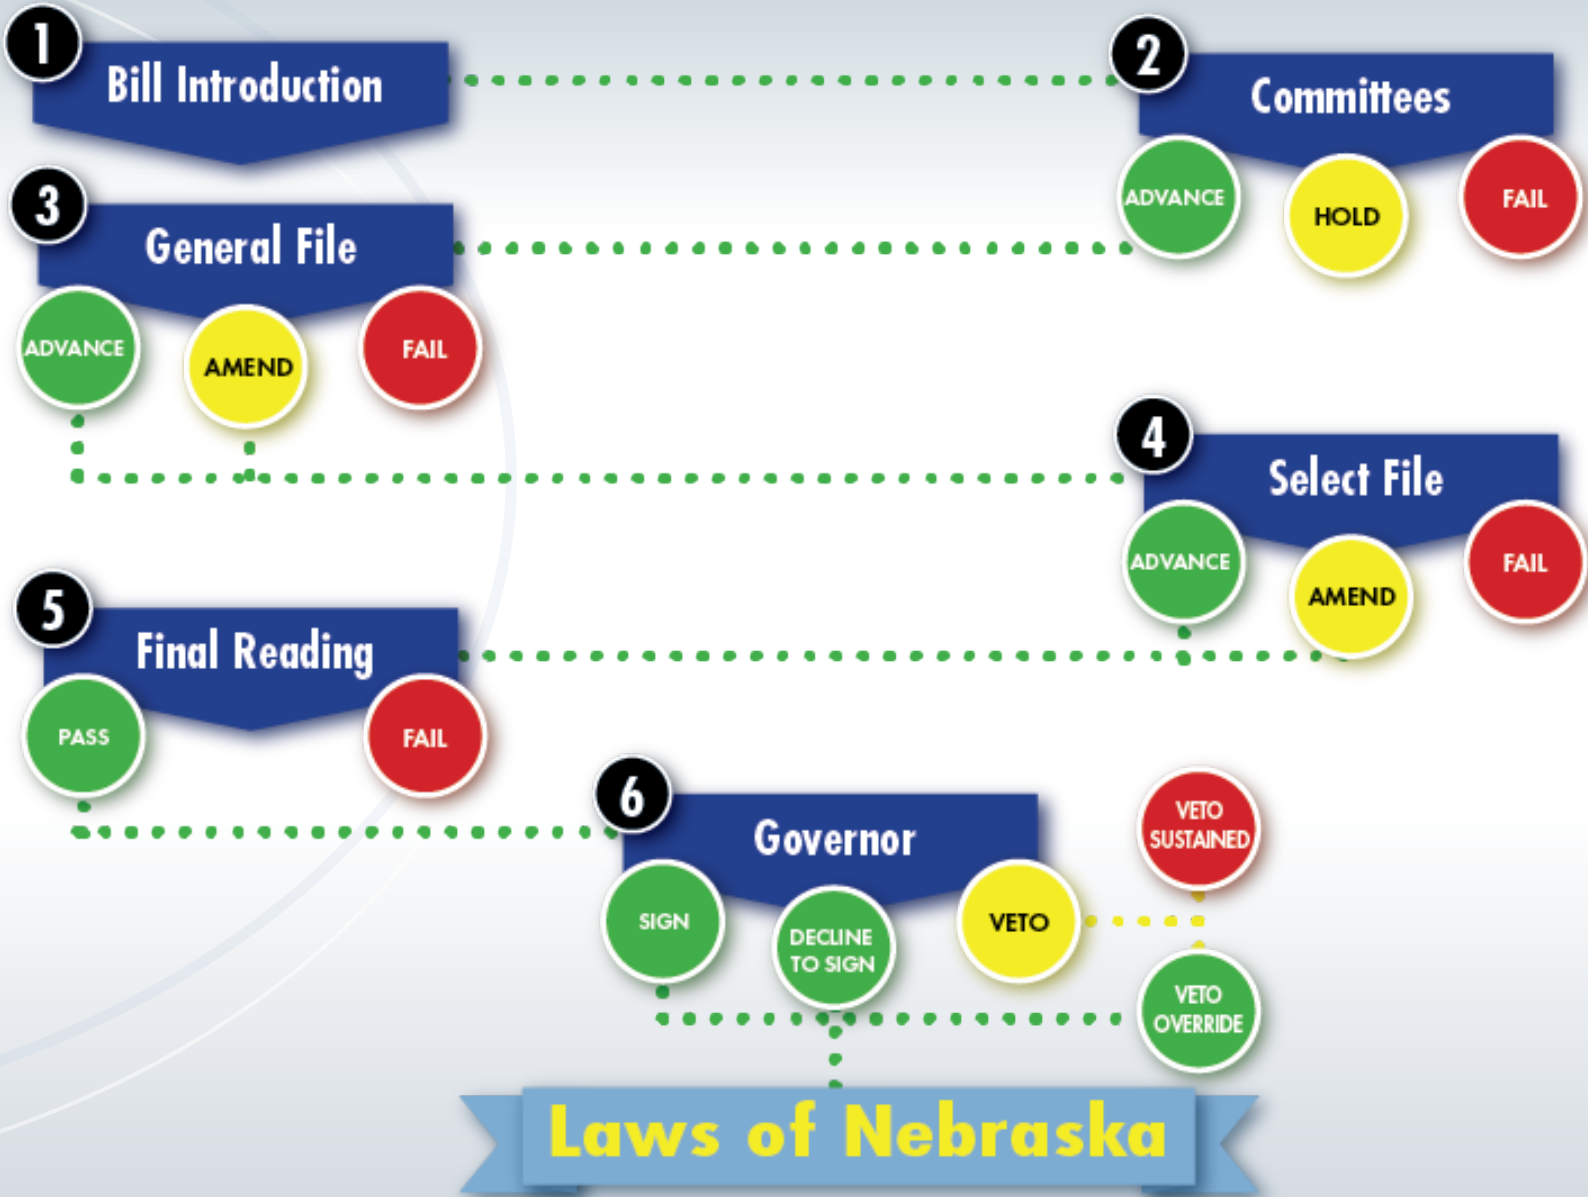 1
Bill Introduction
2
Committees
ADVANCE
HOLD
FAIL
3
General File
ADVANCE
AMEND
FAIL
4
Select File
ADVANCE
AMEND
FAIL
5
Final Reading
PASS
FAIL
6
Governor
SIGN
DECLINE
TO SIGN
VETO
VETO
SUSTAINED
VETO
OVERRIDE
Laws of Nebraska